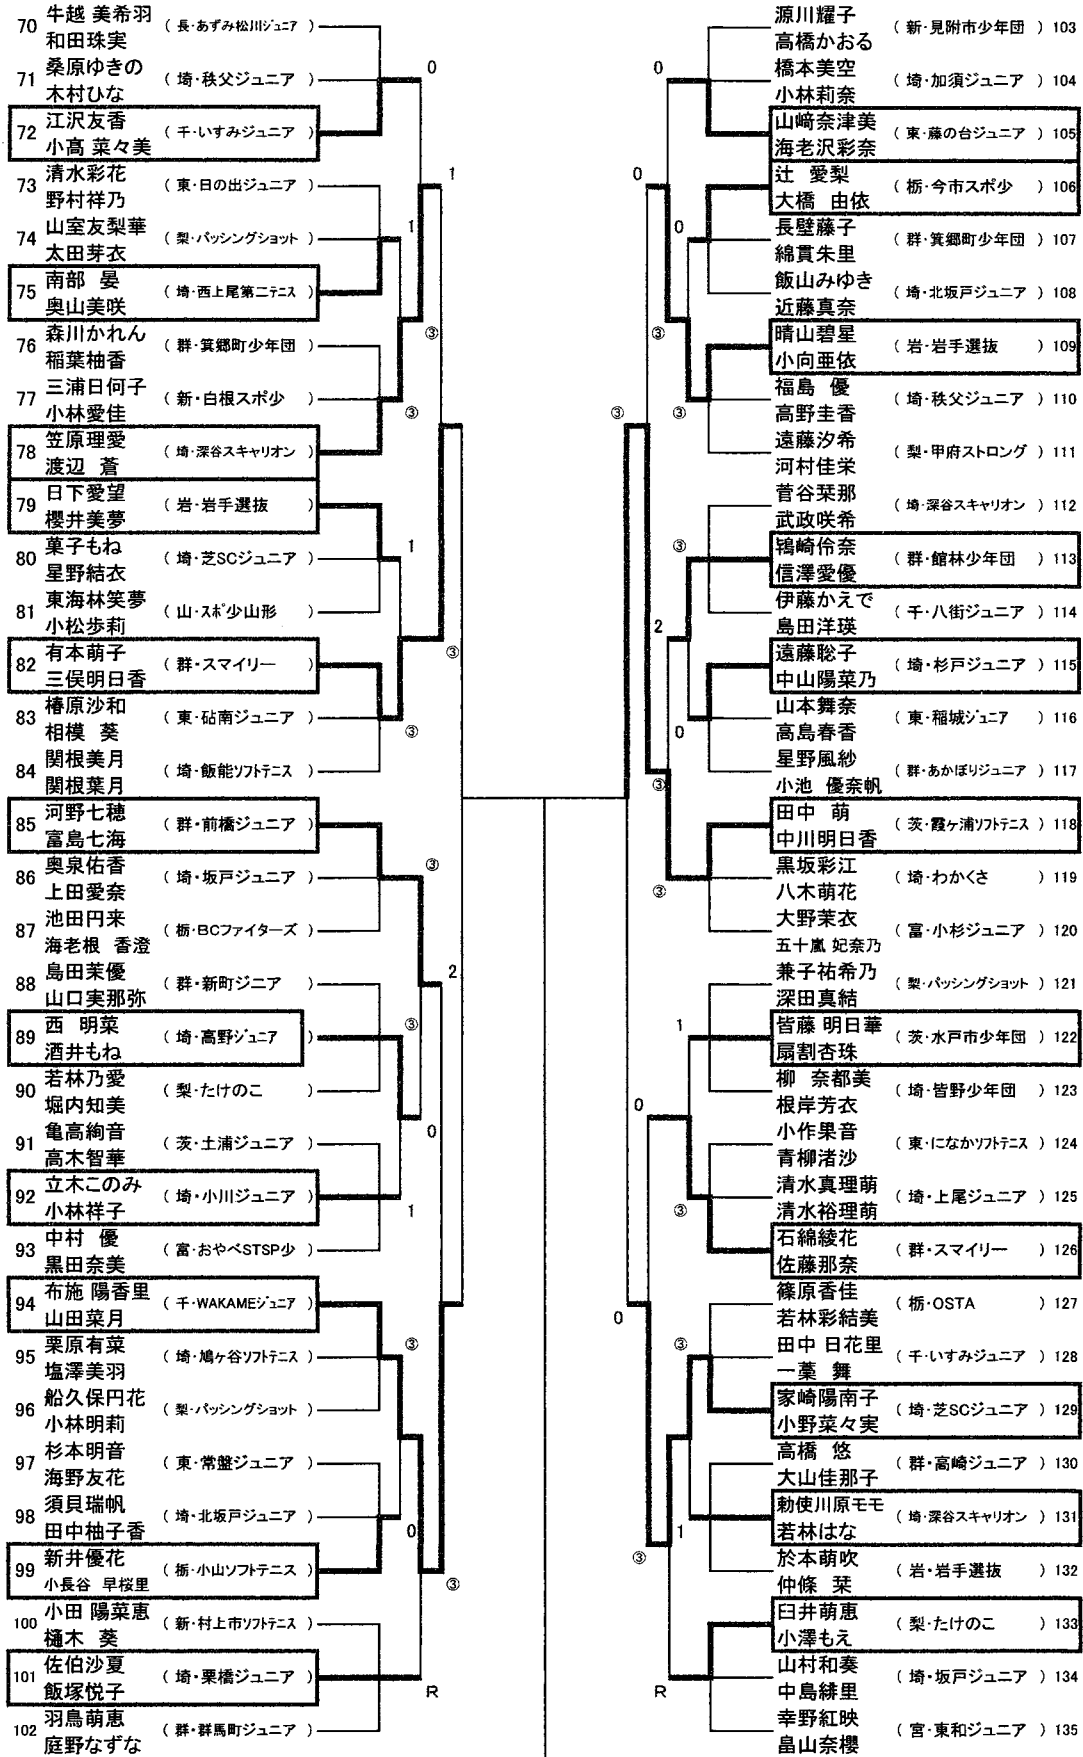 70 牛越 美希羽 和田珠実 （長・あずみ松川ジュニア）
71 桑原ゆきの 木村ひな （埼・秩父ジュニア）
72 江沢友香 小高 菜々美 （千・いすみジュニア）
73 清水彩花 野村祥乃 （東・日の出ジュニア）
74 山室友梨華 太田芽衣 （梨・パッシングショット）
75 南部 晏 奥山美咲 （埼・西上尾第二テニス）
76 森川かれん 稲葉柚香 （群・箕郷町少年団）
77 三浦日何子 小林愛佳 （新・白根スポ少）
78 笠原理愛 渡辺 蒼 （埼・深谷スキャリオン）
79 日下愛望 櫻井美夢 （岩・岩手選抜）
80 菓子もね 星野結衣 （埼・芝SCジュニア）
81 東海林笑夢 小松歩莉 （山・スポ少山形）
82 有本萌子 三俣明日香 （群・スマイリー）
83 椿原沙和 相模 葵 （東・砧南ジュニア）
84 関根美月 関根葉月 （埼・飯能ソフトテニス）
85 河野七穂 富島七海 （群・前橋ジュニア）
86 奥泉佑香 上田愛奈 （埼・坂戸ジュニア）
87 池田円来 海老根 香澄 （栃・BCファイターズ）
88 島田茉優 山口実那弥 （群・新町ジニア）
89 西 明菜 酒井もね （埼・高野ジュニア）
90 若林乃愛 堀内知美 （梨・たけのこ）
91 亀高絢音 高木智華 （茨・土浦ジュニア）
92 立木このみ 小林祥子 （埼・小川ジュニア）
93 中村 優 黒田奈美 （富・おやべSTSP少）
94 布施 陽香里 山田菜月 （千・WAKAMEジュニア）
95 栗原有菜 塩澤美羽 （埼・鳩ヶ谷ソフトテニス）
96 船久保円花 小林明莉 （梨・パッシングショット）
97 杉本明音 海野友花 （東・常盤ジュニア）
98 須貝瑞帆 田中柚子香 （埼・北坂戸ジュニア）
99 新井優花 小長谷 早桜里 （栃・小山ソフトテニス）
100 小田 陽菜恵 樋木 葵 （新・村上市ソフトテニス）
101 佐伯沙夏 飯塚悦子 （埼・栗橋ジュニア）
102 羽鳥萌恵 庭野なずな （群・群馬町ジュニア）
0
1
1
③
③
1
③
③
③
2
③
0
1
③
0
③
R
源川耀子 高橋かおる （新・見附市少年団）103
橋本美空 小林莉奈 （埼・加須ジュニア）104
山﨑奈津美 海老沢彩奈 （東・藤の台ジュニア）105
辻 愛梨 大橋 由依 （栃・今市スポ少）106
長壁藤子 綿貫朱里 （群・箕郷町少年団）107
飯山みゆき 近藤真奈 （埼・北坂戸ジュニア）108
晴山碧星 小向亜依 （岩・岩手選抜）109
福島 優 高野圭香 （埼・秩父ジュニア）110
遠藤汐希 河村佳栄 （梨・甲府ストロング）111
菅谷栞那 武政咲希 （埼・深谷スキャリオン）112
鴇崎伶奈 信澤愛優 （群・館林少年団）113
伊藤かえで 島田洋瑛 （千・八街ジュニア）114
遠藤聡子 中山陽菜乃 （埼・杉戸ジュニア）115
山本舞奈 高島春香 （東・稲城ジュニア）116
星野風紗 小池 優奈帆 （群・あかぼりジュニア）117
田中 萌 中川明日香 （茨・霞ヶ浦ソフトテニス）118
黒坂彩江 八木萌花 （埼・わかくさ）119
大野茉衣 五十嵐 妃奈乃 （富・小杉ジュニア）120
兼子祐希乃 深田真結 （梨・パッシングショット）121
皆藤 明日華 扇割杏珠 （茨・水戸市少年団）122
柳 奈都美 根岸芳衣 （埼・皆野少年団）123
小作果音 青柳渚沙 （東・になかソフトテニス）124
清水真理萌 清水裕理萌 （埼・上尾ジュニア）125
石綿綾花 佐藤那奈 （群・スマイリー）126
篠原香佳 若林彩結美 （栃・OSTA）127
田中 日花里 一藁 舞 （千・いすみジュニア）128
家崎陽南子 小野菜々実 （埼・芝SCジュニア）129
高橋 悠 大山佳那子 （群・高崎ジュニア）130
勅使川原モモ 若林はな （埼・深谷スキャリオン）131
於本萌吹 仲條 栞 （岩・岩手選抜）132
臼井萌恵 小澤もえ （梨・たけのこ）133
山村和奏 中島緋里 （埼・坂戸ジュニア）134
幸野紅映 畠山奈櫻 （宮・東和ジュニア）135
0
0
0
③
③
③
③
2
0
③
③
1
0
③
0
③
1
③
R